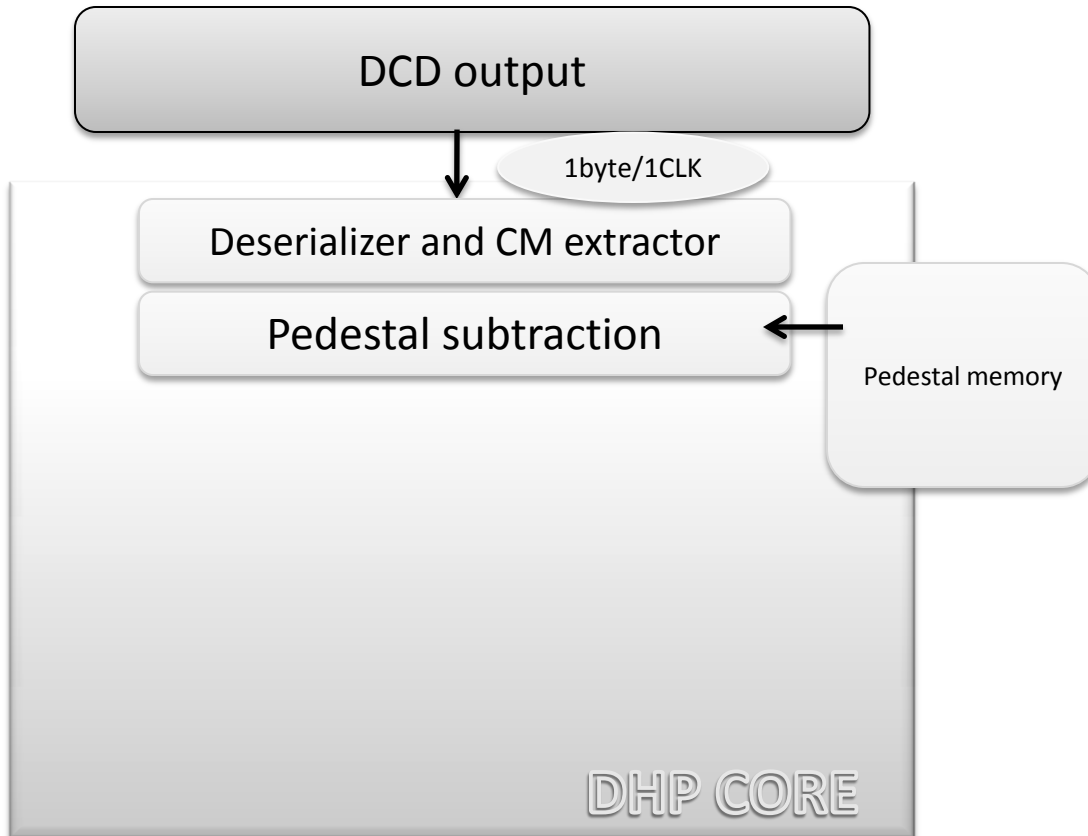 DCD output
1byte/1CLK
Deserializer and CM extractor
Pedestal subtraction
Pedestal memory
DHP CORE